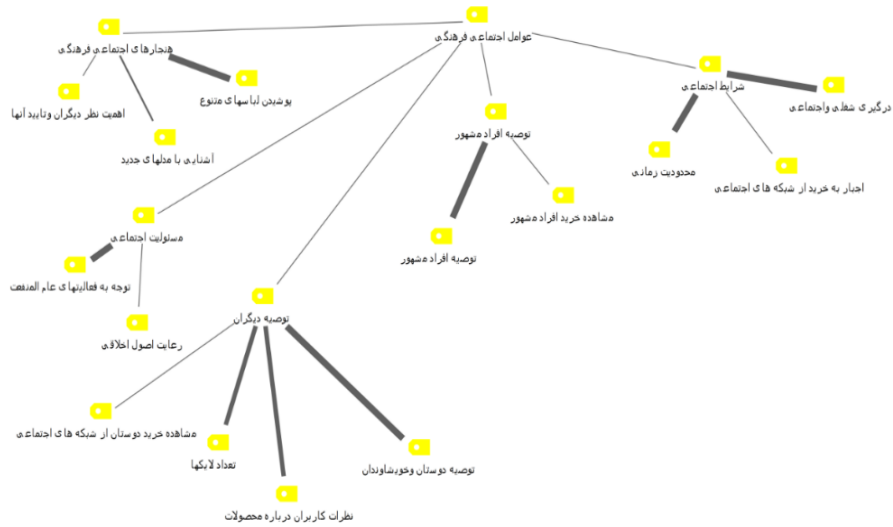 عوامل اجتماعی فرهنگی
هنجارهای اجتماعی فرهنگی
شرایط اجتماعی
پوشیدن لباسهای متنوع
درگیری شغلی واجتماعی
اهمیت نظر دیگران وتایید آنها
توصیه افراد مشهور
آشنایی با مدلهای جدید
محدودیت زمانی
اجبار به خرید از شبکه های اجتماعی
مشاهده خرید افراد مشهور
مسئولیت اجتماعی
توصیه افراد مشهور
توجه به فعالیتهای عام المنفعت
توصیه دیگران
رعایت اصول اخلاقی
مشاهده خرید دوستان از شبکه های اجتماعی
تعداد لایکها
توصیه دوستان وخویشاوندان
نظرات کاربران درباره محصولات